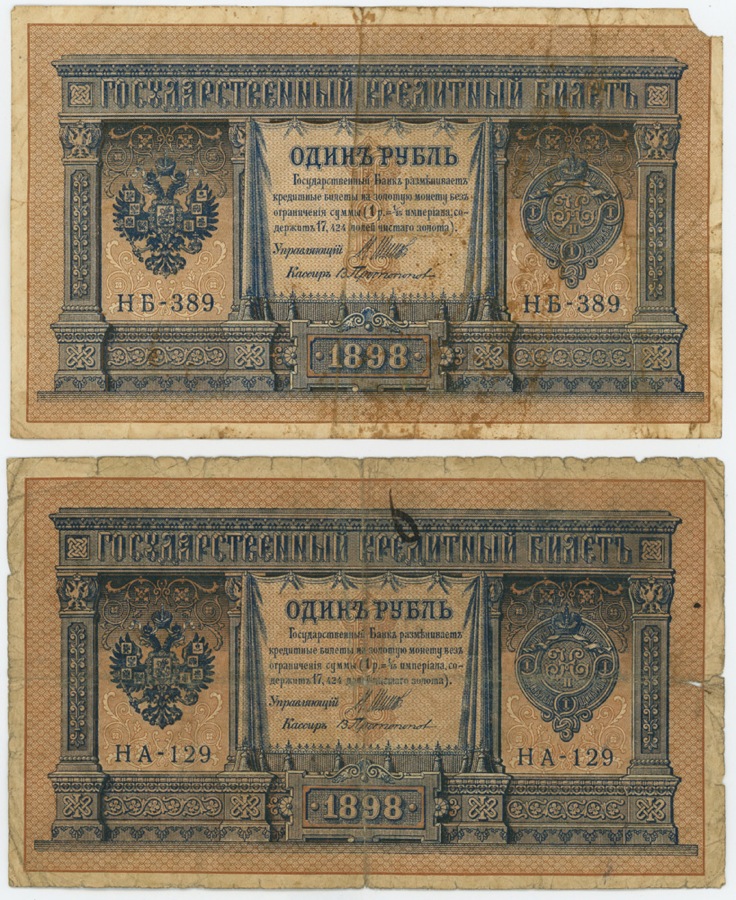 ГОСУДАРСТВЕННЫЙ КРЕДИТНЫЙ БИЛЕТЪ
ОДИНЪ РУБЛЬ
Государственный Банкъ размѣниваетъ
кредитные билеты на золотую монету безъ
ограниченія суммы (1 р. = 1/15 имперіала, со-
держитъ 17,424 долей чистаго золота).
Управляющій
Кассиръ В. Протопопов
НБ-389
НБ-389
1898
ГОСУДАРСТВЕННЫЙ КРЕДИТНЫЙ БИЛЕТЪ
ОДИНЪ РУБЛЬ
Государственный Банкъ размѣниваетъ
кредитные билеты на золотую монету безъ
ограниченія суммы (1 р. = 1/15 имперіала, со-
держитъ 17,424 долей чистаго золота).
Управляющій
Кассиръ В. Протопопов
НА-129
НА-129
1898